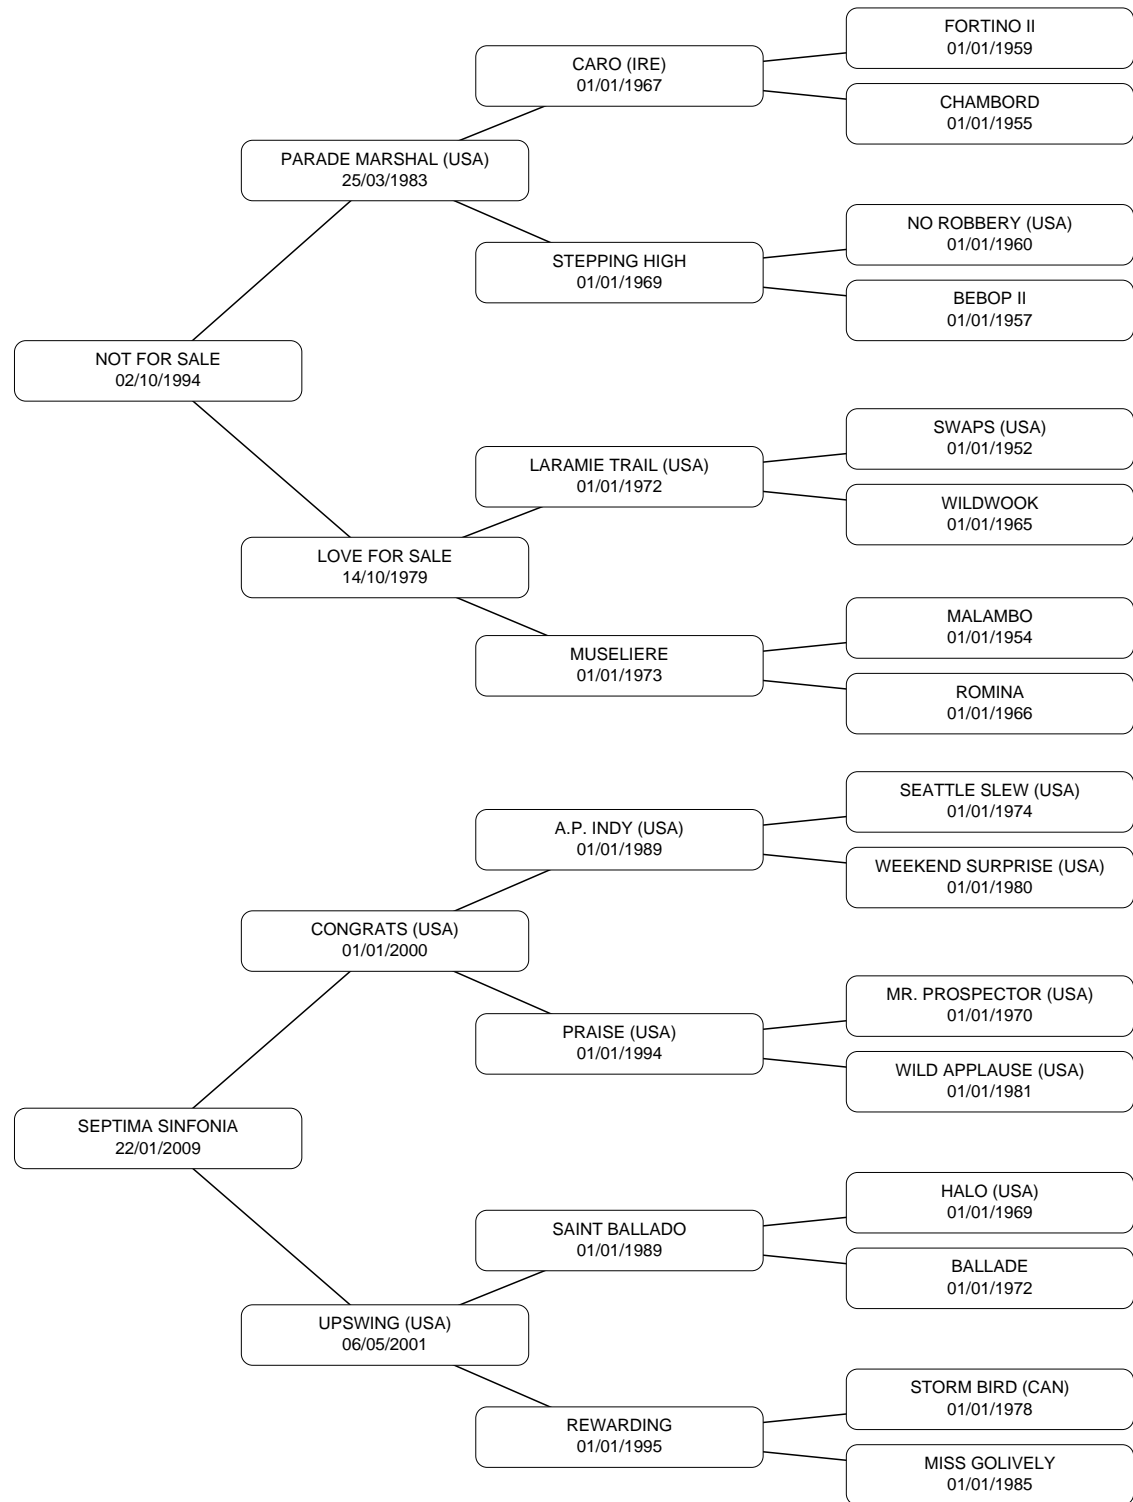 FORTINO II
01/01/1959
CARO (IRE)
01/01/1967
CHAMBORD
01/01/1955
PARADE MARSHAL (USA)
25/03/1983
NO ROBBERY (USA)
01/01/1960
STEPPING HIGH
01/01/1969
BEBOP II
01/01/1957
NOT FOR SALE
02/10/1994
SWAPS (USA)
01/01/1952
LARAMIE TRAIL (USA)
01/01/1972
WILDWOOK
01/01/1965
LOVE FOR SALE
14/10/1979
MALAMBO
01/01/1954
MUSELIERE
01/01/1973
ROMINA
01/01/1966
SEATTLE SLEW (USA)
01/01/1974
A.P. INDY (USA)
01/01/1989
WEEKEND SURPRISE (USA)
01/01/1980
CONGRATS (USA)
01/01/2000
MR. PROSPECTOR (USA)
01/01/1970
PRAISE (USA)
01/01/1994
WILD APPLAUSE (USA)
01/01/1981
SEPTIMA SINFONIA
22/01/2009
HALO (USA)
01/01/1969
SAINT BALLADO
01/01/1989
BALLADE
01/01/1972
UPSWING (USA)
06/05/2001
STORM BIRD (CAN)
01/01/1978
REWARDING
01/01/1995
MISS GOLIVELY
01/01/1985